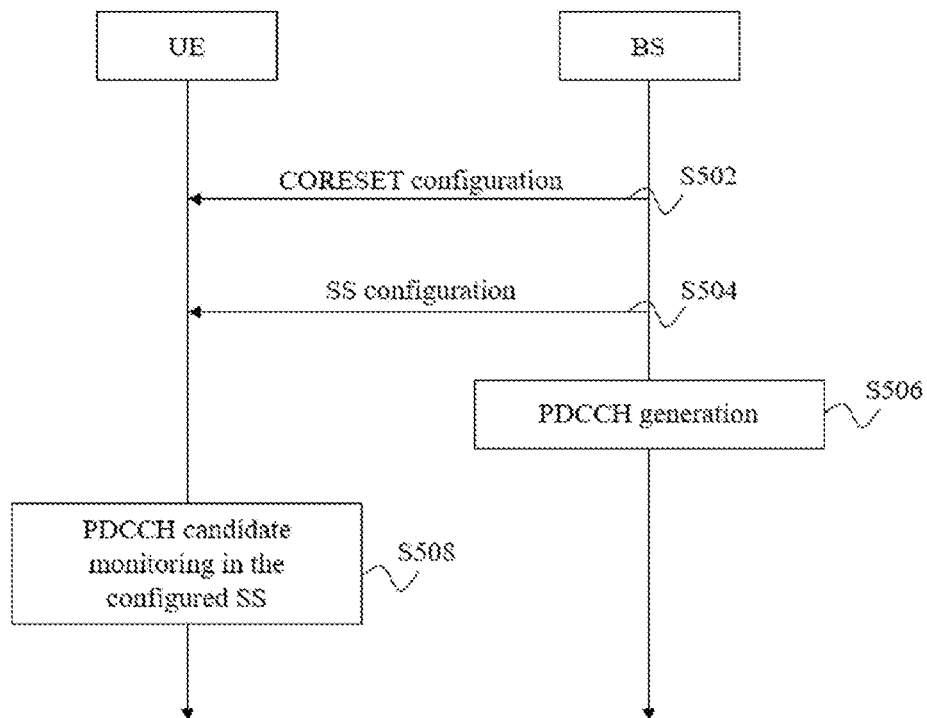 UE
BS
CORESET configuration
S502
SS configuration
S504
PDCCH generation
S506
PDCCH candidate
monitoring in the
configured SS
S508